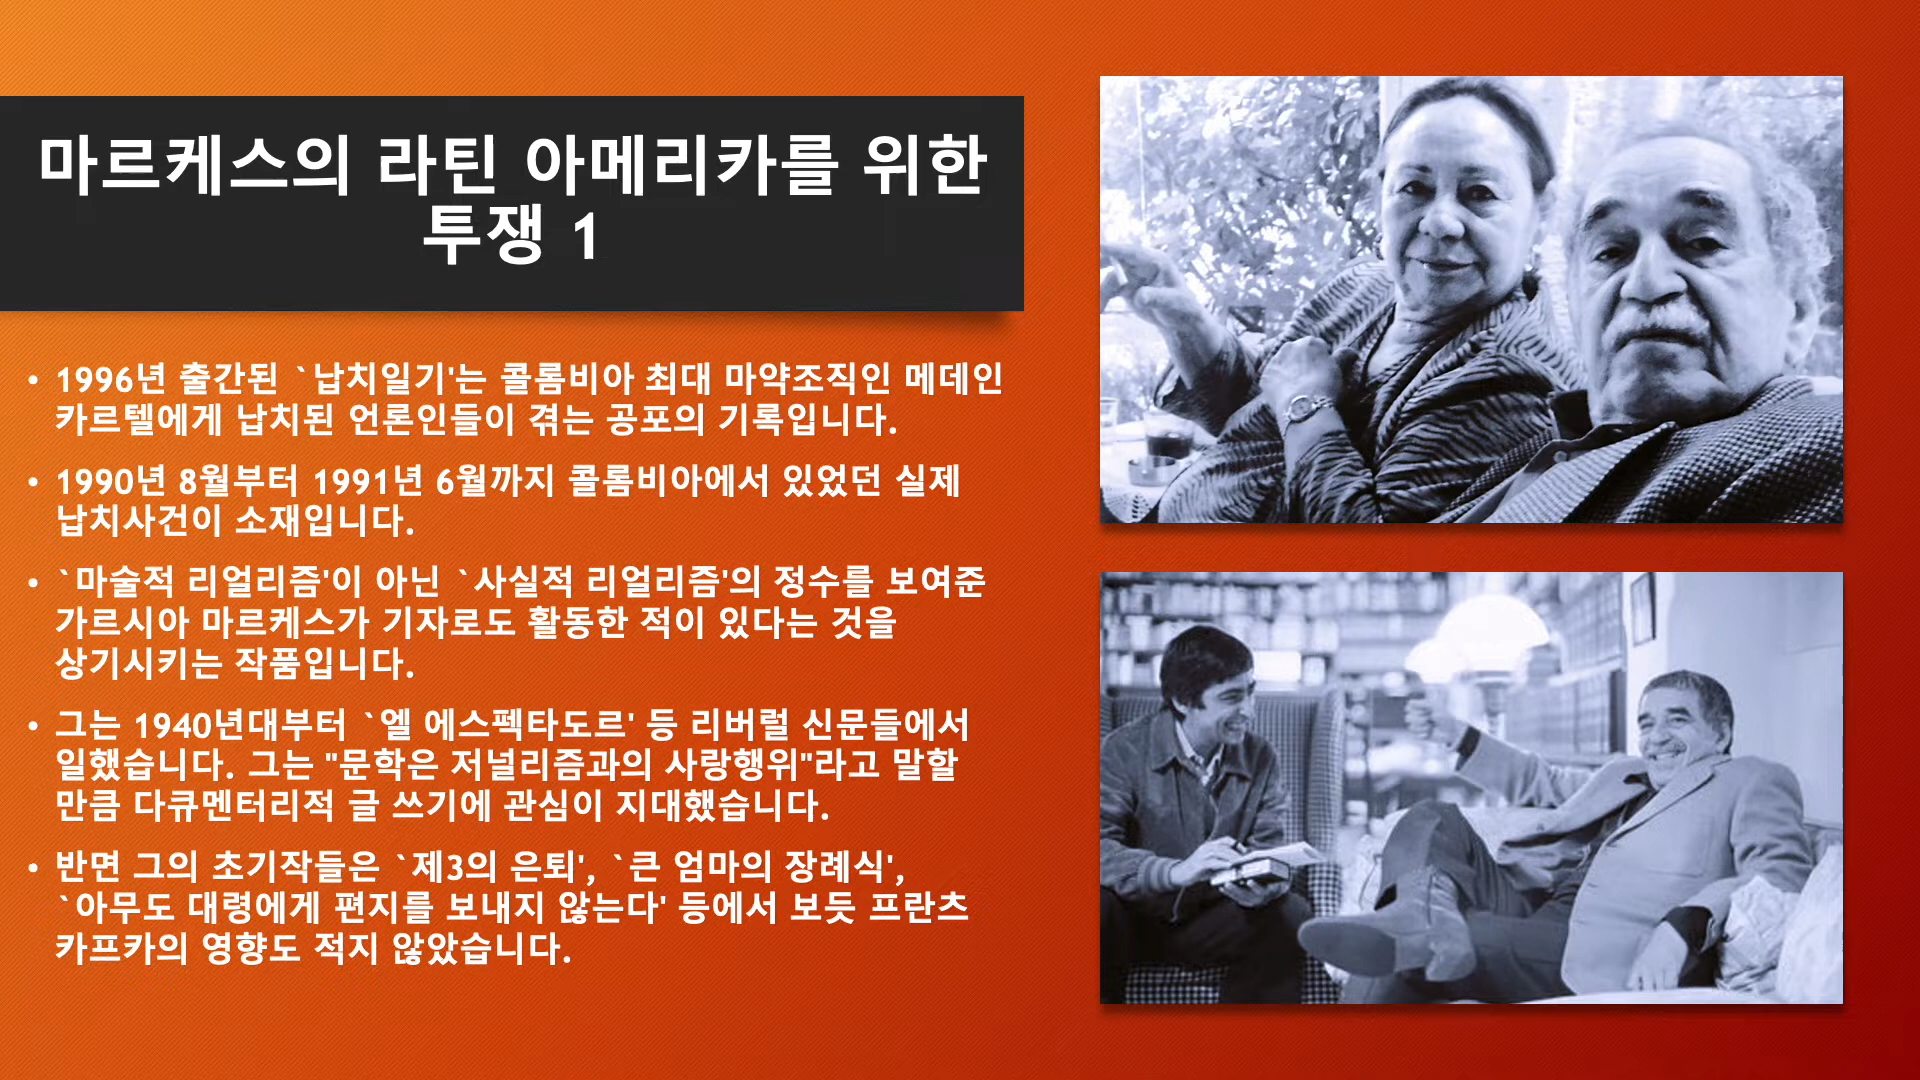 마르케스의 라틴 아메리카를 위한
투쟁 1
• 1996년 출간된 `납치일기'는 콜롬비아 최대 마약조직인 메데인
카르텔에게 납치된 언론인들이 겪는 공포의 기록입니다.
• 1990년 8월부터 1991년 6월까지 콜롬비아에서 있었던 실제
납치사건이 소재입니다.
• `마술적 리얼리즘'이 아닌 `사실적 리얼리즘'의 정수를 보여준
가르시아 마르케스가 기자로도 활동한 적이 있다는 것을
상기시키는 작품입니다.
• 그는 1940년대부터 `엘 에스펙타도르' 등 리버럴 신문들에서
일했습니다. 그는 "문학은 저널리즘과의 사랑행위"라고 말할
만큼 다큐멘터리적 글 쓰기에 관심이 지대했습니다.
• 반면 그의 초기작들은 `제3의 은퇴', `큰 엄마의 장례식',
`아무도 대령에게 편지를 보내지 않는다' 등에서 보듯 프란츠
카프카의 영향도 적지 않았습니다.